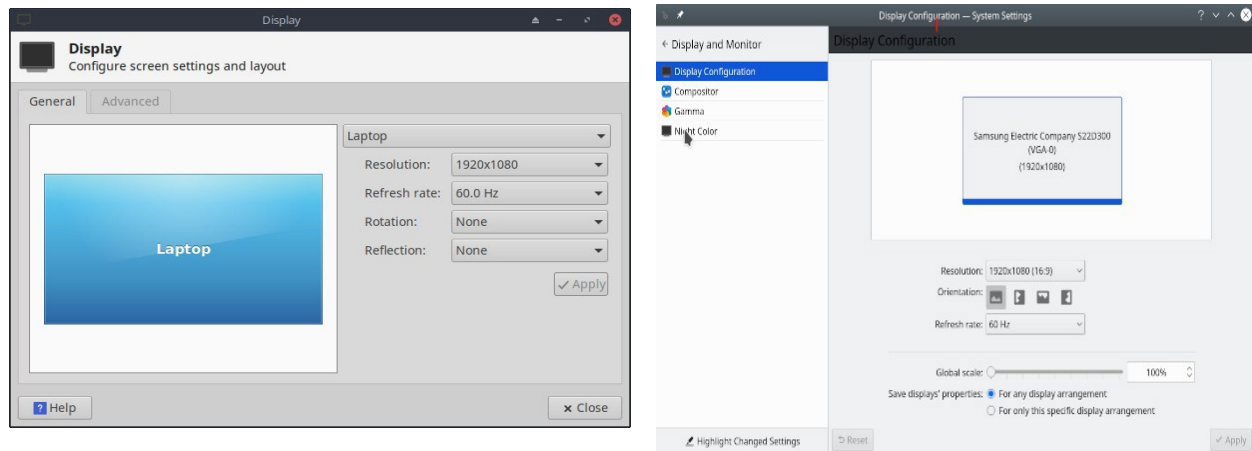 Display
Display
Configure screen settings and layout
General Advanced
Laptop
Laptop
Resolution: 1920x1080
Refresh rate: 60.0 Hz
Rotation: None
Reflection: None
Apply
Help
Close
Display Configuration — System Settings
Display and Monitor
Display Configuration
Compositor
Gamma
Night Color
Highlight Changed Settings
Display Configuration
Samsung Electric Company S22D300
(VGA-0)
(1920x1080)
Resolution: 1920x1080 (16:9)
Orientation:
Refresh rate: 60 Hz
Global scale: 100%
Save displays' properties: For any display arrangement
For only this specific display arrangement
Reset
Apply